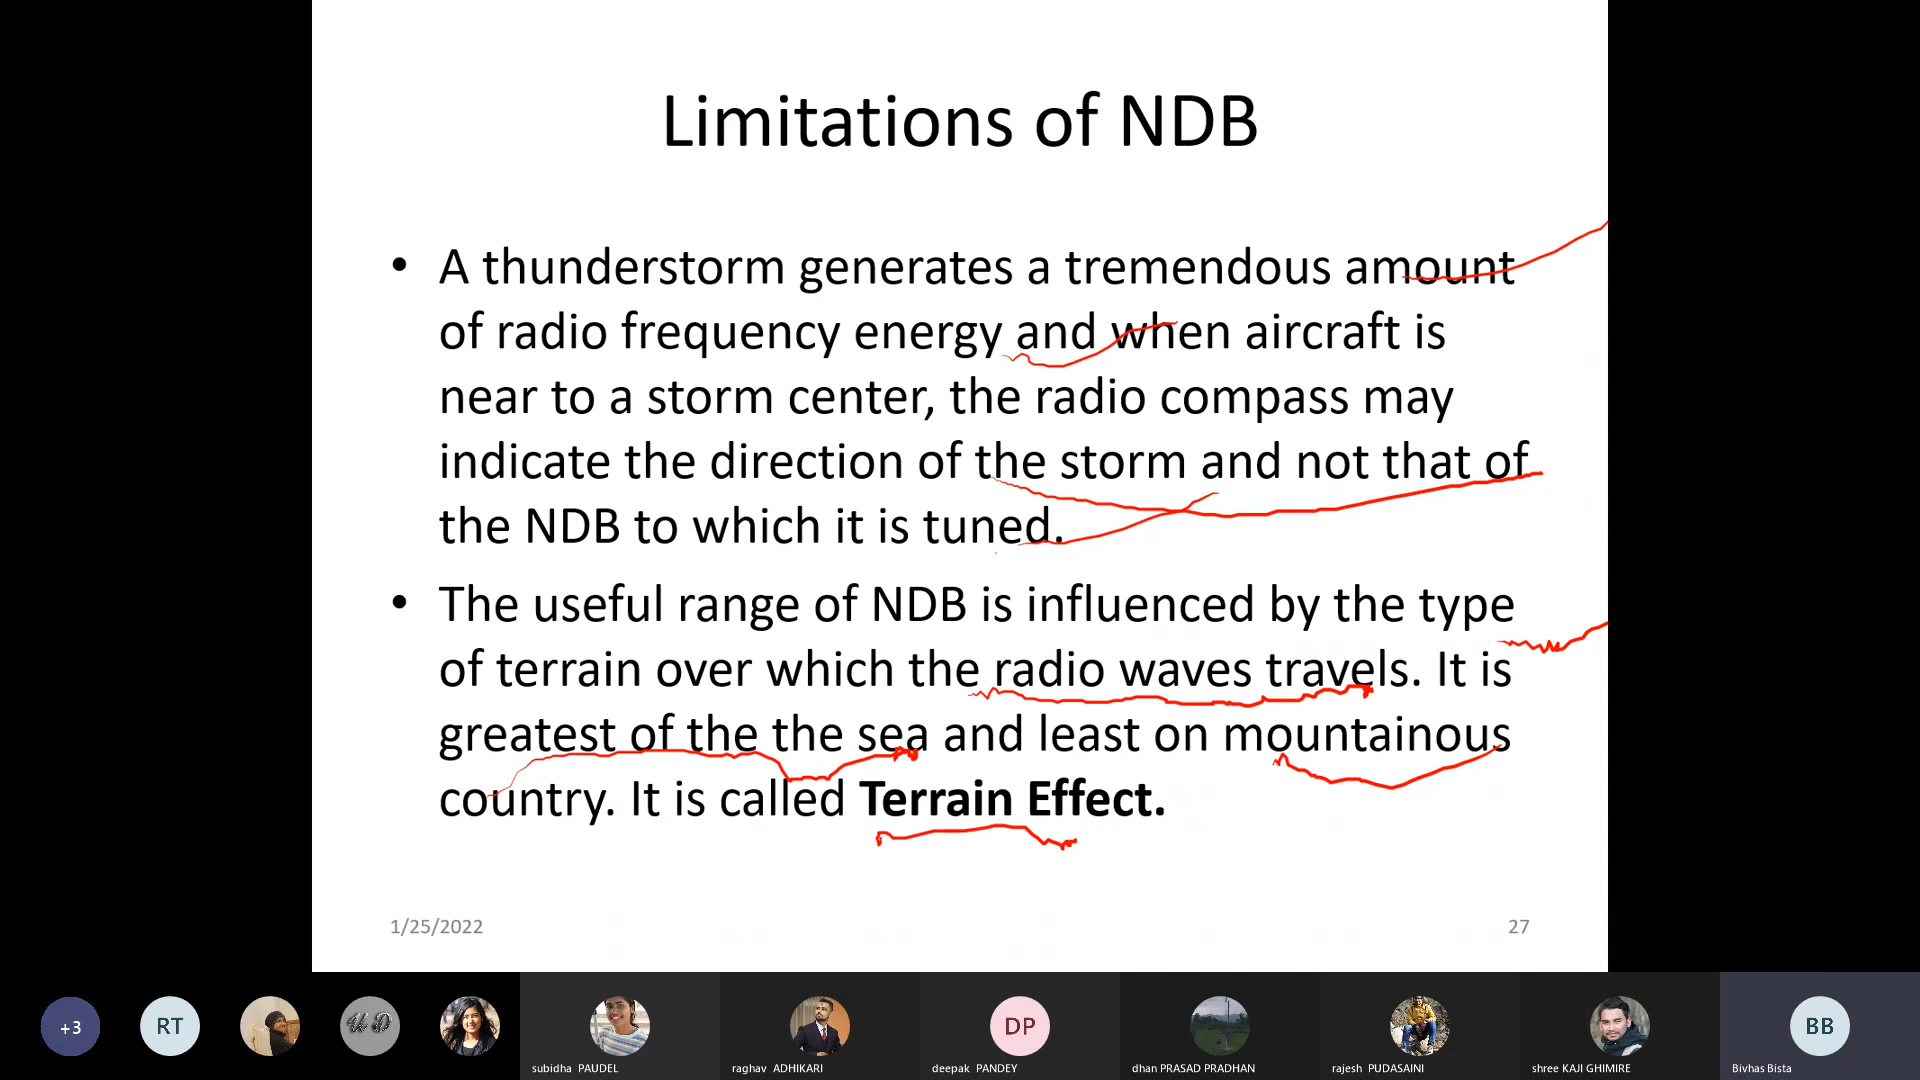 Limitations of NDB
• A thunderstorm generates a tremendous amount
of radio frequency energy and when aircraft is
near to a storm center, the radio compass may
indicate the direction of the storm and not that of
the NDB to which it is tuned.
• The useful range of NDB is influenced by the type
of terrain over which the radio waves travels. It is
greatest of the the sea and least on mountainous
country. It is called Terrain Effect.
1/25/2022
27
+3
RT
U D
DP
BB
subidha PAUDEL
raghav ADHIKARI
deepak PANDEY
dhan PRASAD PRADHAN
rajesh PUDASAINI
shree KAJI GHIMIRE
Bivhas Bista